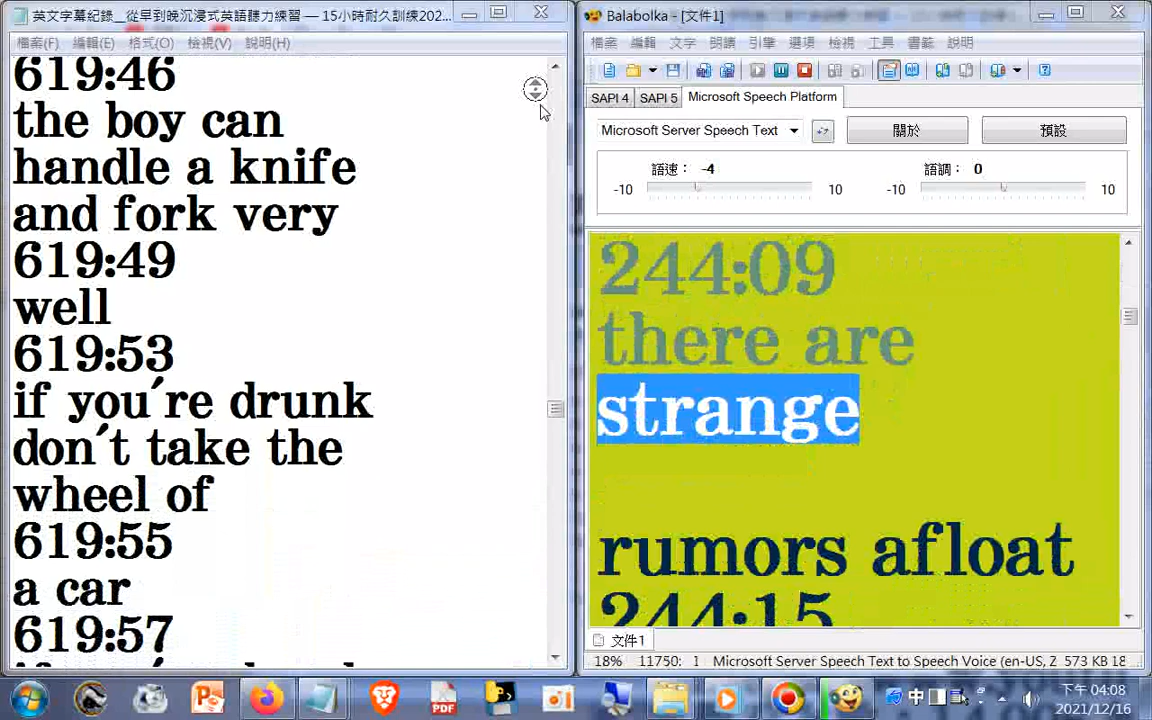 英文字幕紀錄__從早到晚沉浸式英語聽力練習 — 15小時耐久訓練202...
檔案(F) 編輯(E) 格式(O) 檢視(V) 說明(H)
619:46
the boy can
handle a knife
and fork very
619:49
well
619:53
if you're drunk
don't take the
wheel of
619:55
a car
619:57
Balabolka - [文件1]
檔案 編輯 文字 朗讀 引擎 選項 檢視 工具 書籤 說明
SAPI 4 SAPI 5 Microsoft Speech Platform
Microsoft Server Speech Text 關於 預設
語速： -4 語調： 0
-10 10 -10 10
244:09
there are
strange
rumors afloat
244:15
文件1
18% 11750: 1 Microsoft Server Speech Text to Speech Voice (en-US, Z 573 KB 18
PDF
中
下午 04:08
2021/12/16